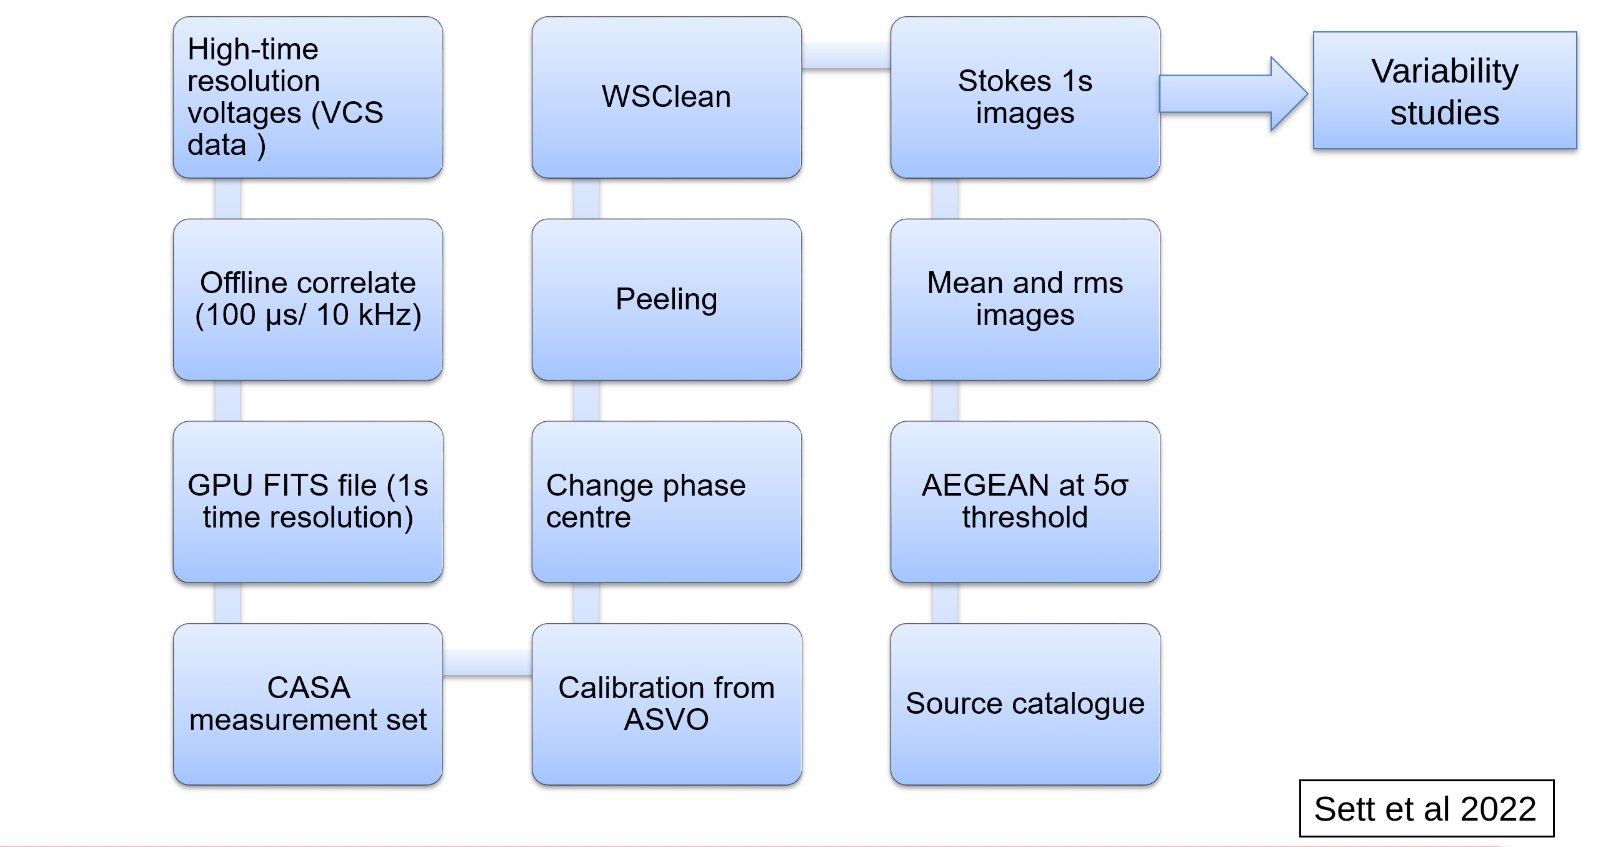 High-time
resolution
voltages (VCS
data )
Offline correlate
(100 µs/ 10 kHz)
GPU FITS file (1s
time resolution)
CASA
measurement set
Calibration from
ASVO
Change phase
centre
Peeling
WSClean
Stokes 1s
images
Mean and rms
images
AEGEAN at 5σ
threshold
Source catalogue
Variability
studies
Sett et al 2022